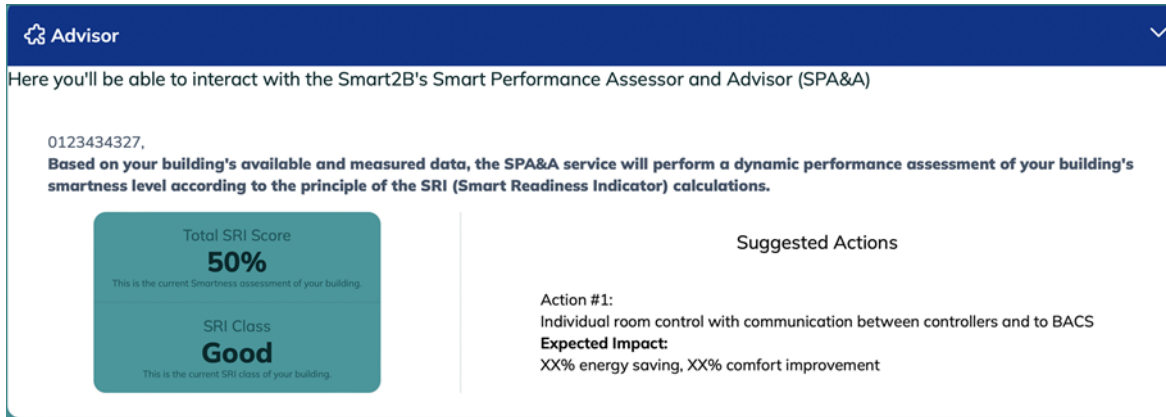 Advisor
Here you'll be able to interact with the Smart2B's Smart Performance Assessor and Advisor (SPA&A)
0123434327,
Based on your building's available and measured data, the SPA&A service will perform a dynamic performance assessment of your building's
smartness level according to the principle of the SRI (Smart Readiness Indicator) calculations.
Total SRI Score
50%
This is the current Smartness assessment of your building.
SRI Class
Good
This is the current SRI class of your building.
Suggested Actions
Action #1:
Individual room control with communication between controllers and to BACS
Expected Impact:
XX% energy saving, XX% comfort improvement